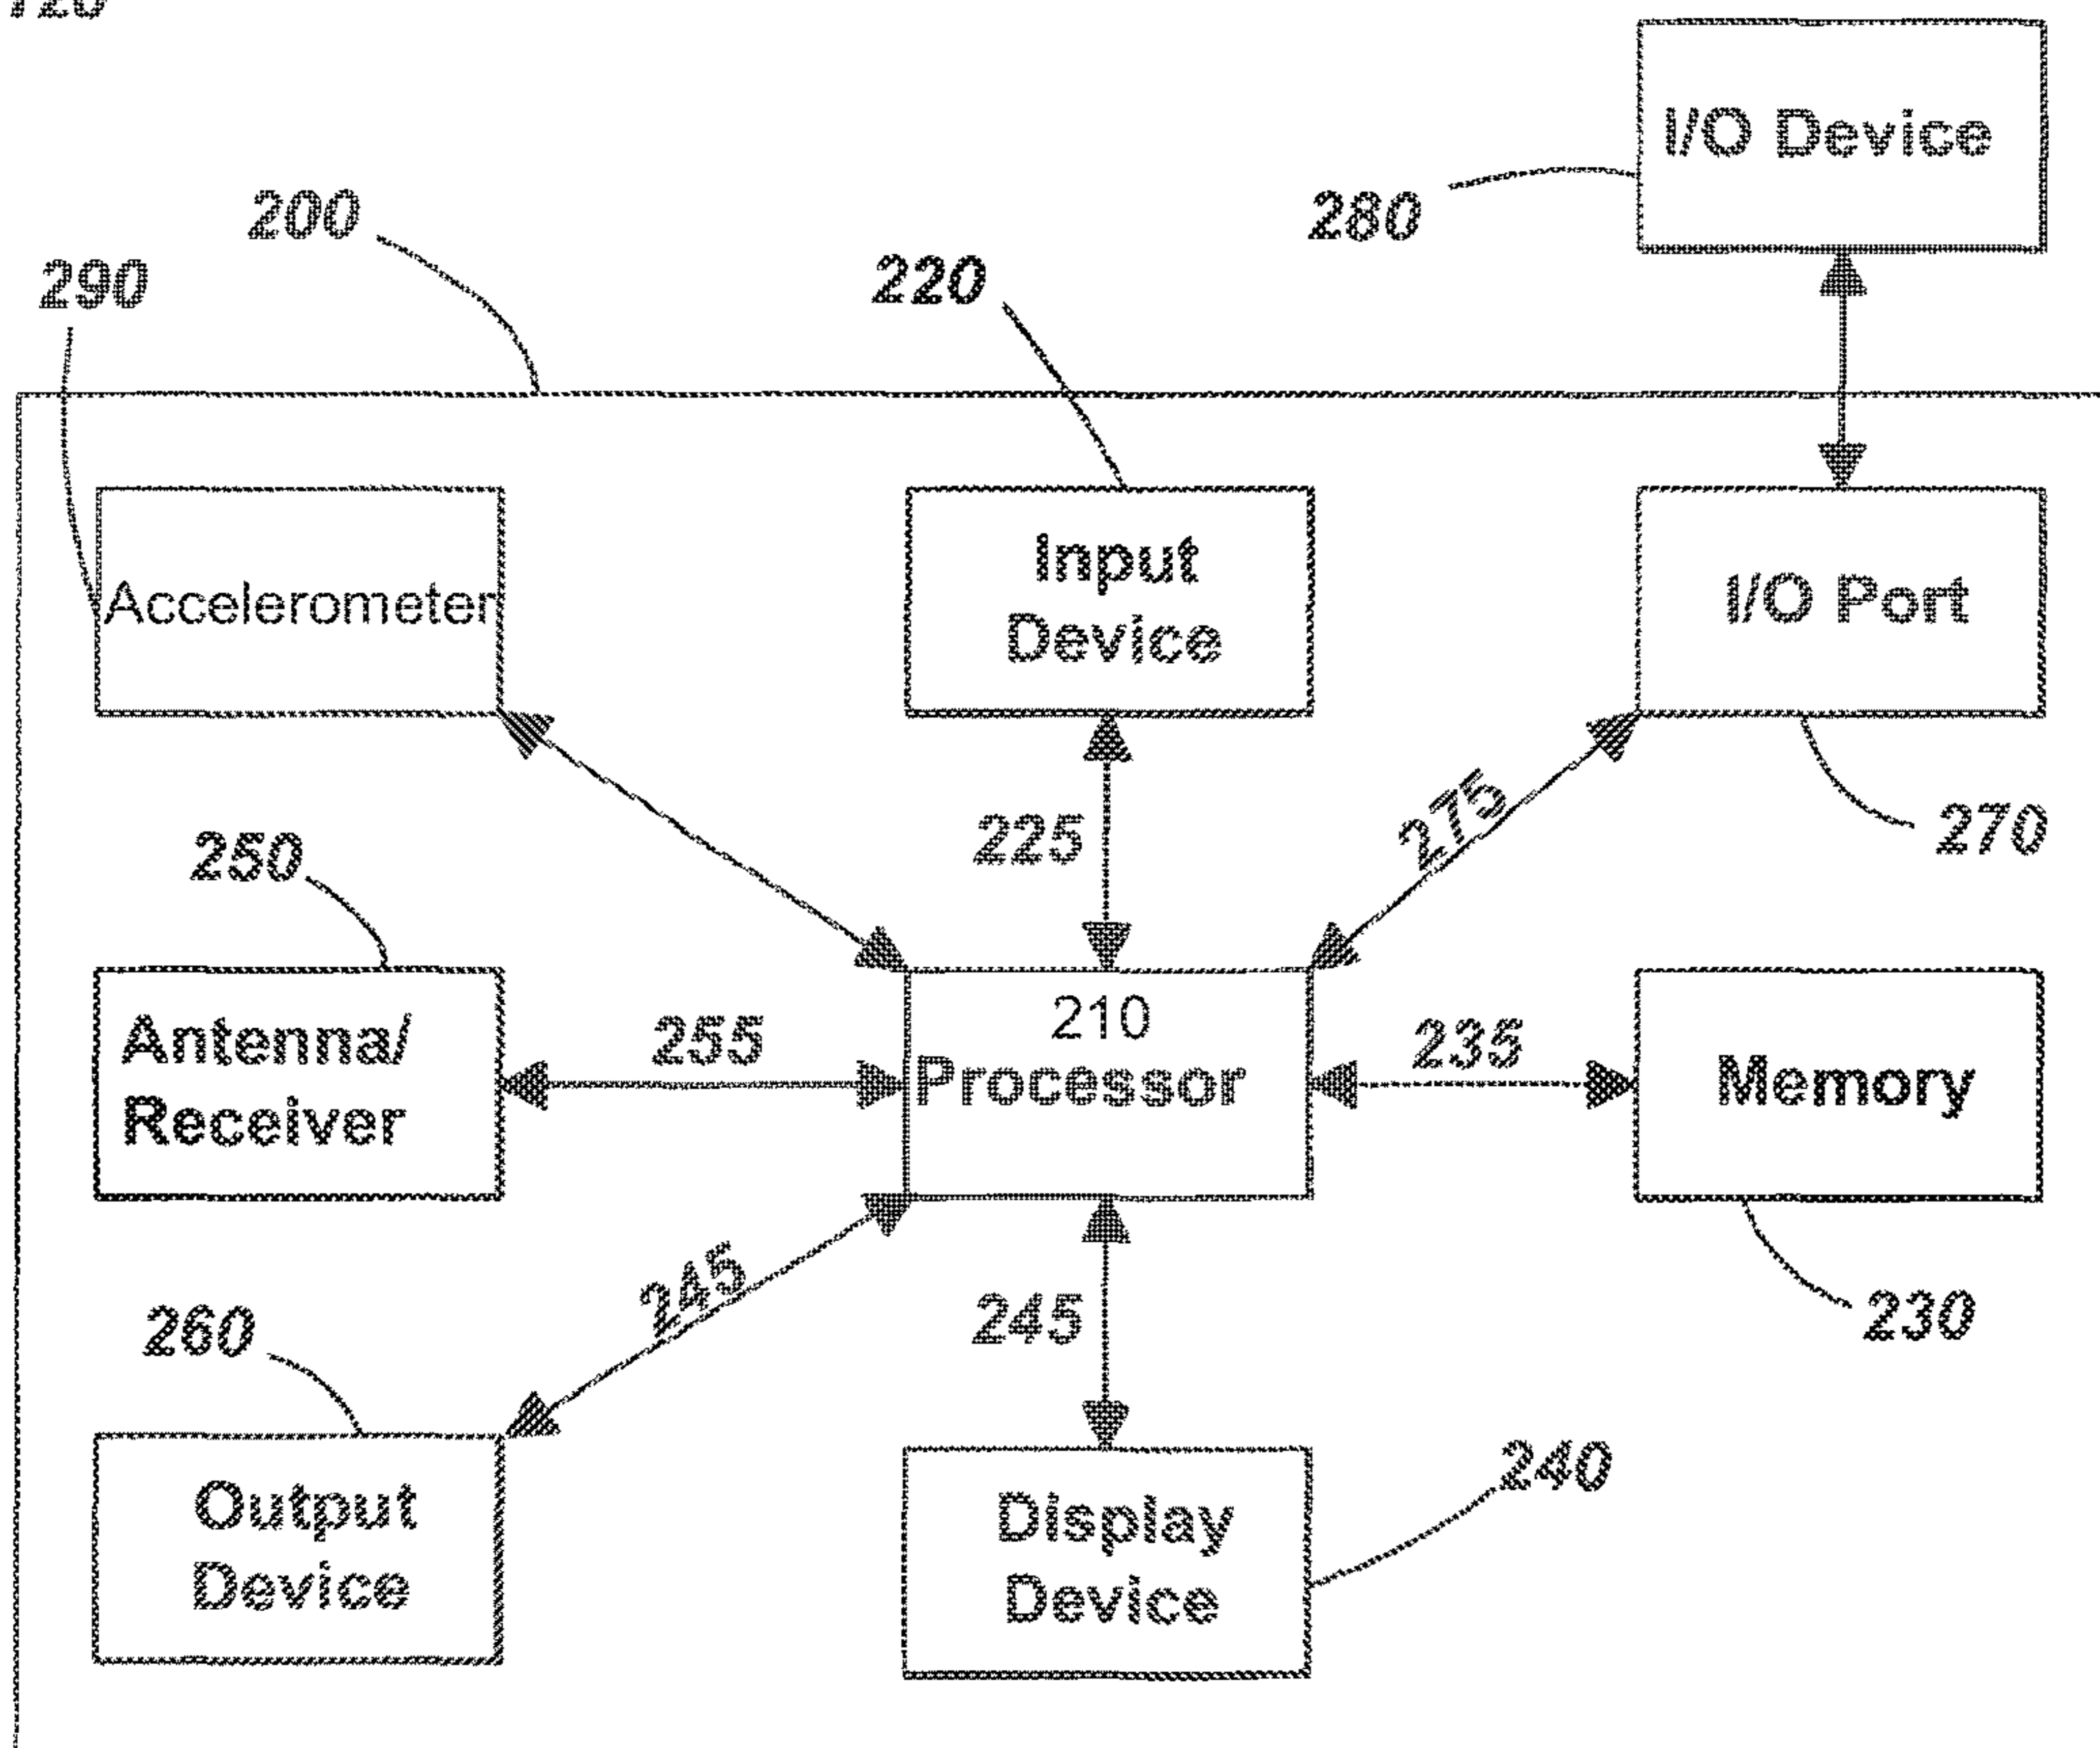 120
I/O Device
280
200
290
220
Accelerometer
Input
Device
I/O Port
225
275
270
250
Antenna/
Receiver
255
210
Processor
235
Memory
245
245
230
260
Output
Device
Display
Device
240